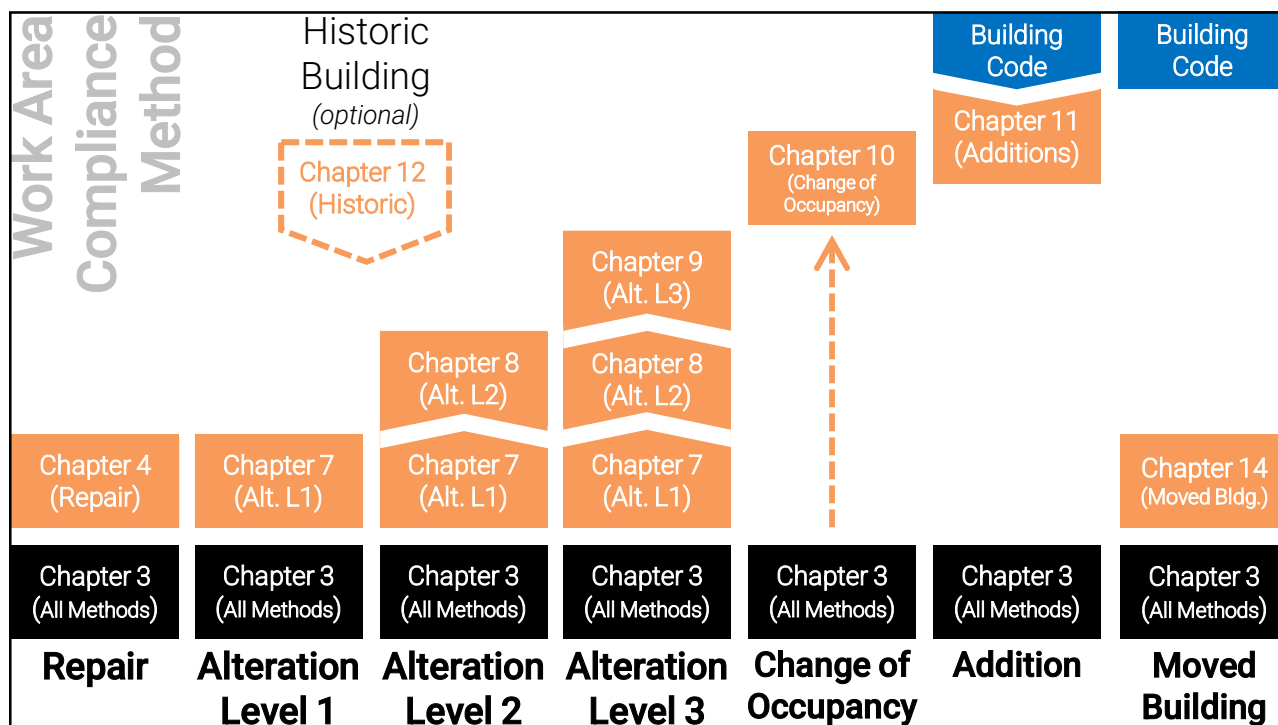 Work Area
Compliance
Method
Historic
Building
(optional)
Chapter 12
(Historic)
Chapter 4
(Repair)
Chapter 3
(All Methods)
Repair
Chapter 7
(Alt. L1)
Chapter 3
(All Methods)
Alteration
Level 1
Chapter 8
(Alt. L2)
Chapter 7
(Alt. L1)
Chapter 3
(All Methods)
Alteration
Level 2
Chapter 9
(Alt. L3)
Chapter 8
(Alt. L2)
Chapter 7
(Alt. L1)
Chapter 3
(All Methods)
Alteration
Level 3
Chapter 10
(Change of
Occupancy)
Chapter 3
(All Methods)
Change of
Occupancy
Building
Code
Chapter 11
(Additions)
Chapter 3
(All Methods)
Addition
Building
Code
Chapter 14
(Moved Bldg.)
Chapter 3
(All Methods)
Moved
Building